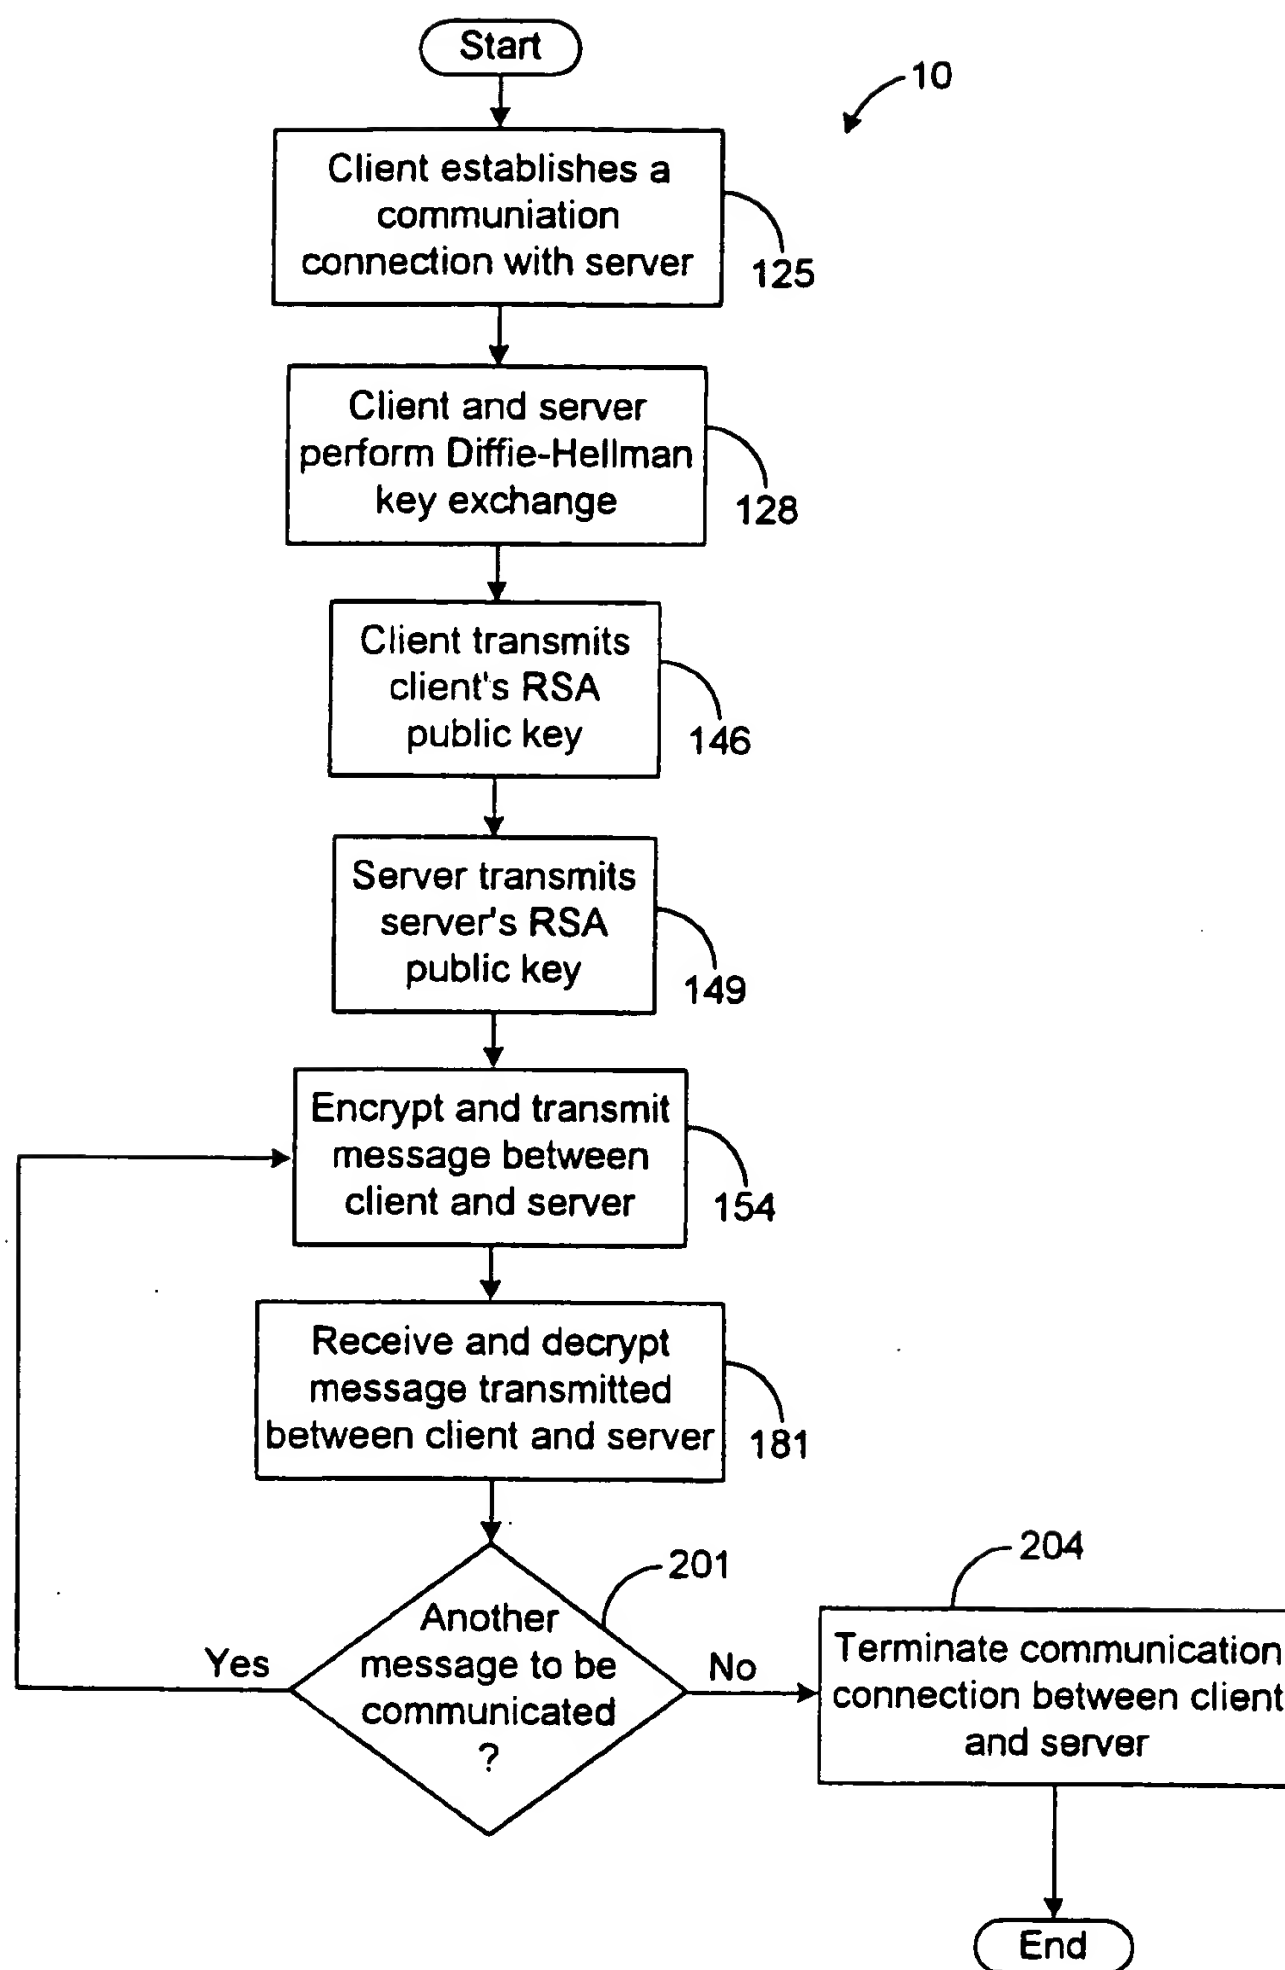 Start
10
Client establishes a
communiation
connection with server
125
Client and server
perform Diffie-Hellman
key exchange
128
Client transmits
client's RSA
public key
146
Server transmits
server's RSA
public key
149
Encrypt and transmit
message between
client and server
154
Receive and decrypt
message transmitted
between client and server
181
201
Another
message to be
communicated
?
Yes
No
204
Terminate communication
connection between client
and server
End